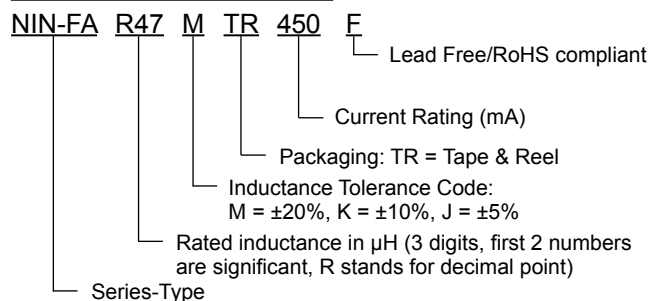 NIN-FA R47 M TR 450 F
Lead Free/RoHS compliant
Current Rating (mA)
Packaging: TR = Tape & Reel
Inductance Tolerance Code:
M = ±20%, K = ±10%, J = ±5%
Rated inductance in µH (3 digits, first 2 numbers
are significant, R stands for decimal point)
Series-Type